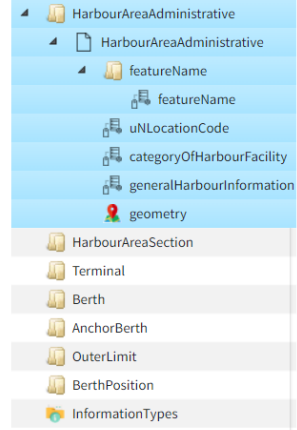 HarbourAreaAdministrative
HarbourAreaAdministrative
featureName
featureName
uNLocationCode
categoryOfHarbourFacility
generalHarbourInformation
geometry
HarbourAreaSection
Terminal
Berth
AnchorBerth
OuterLimit
BerthPosition
InformationTypes